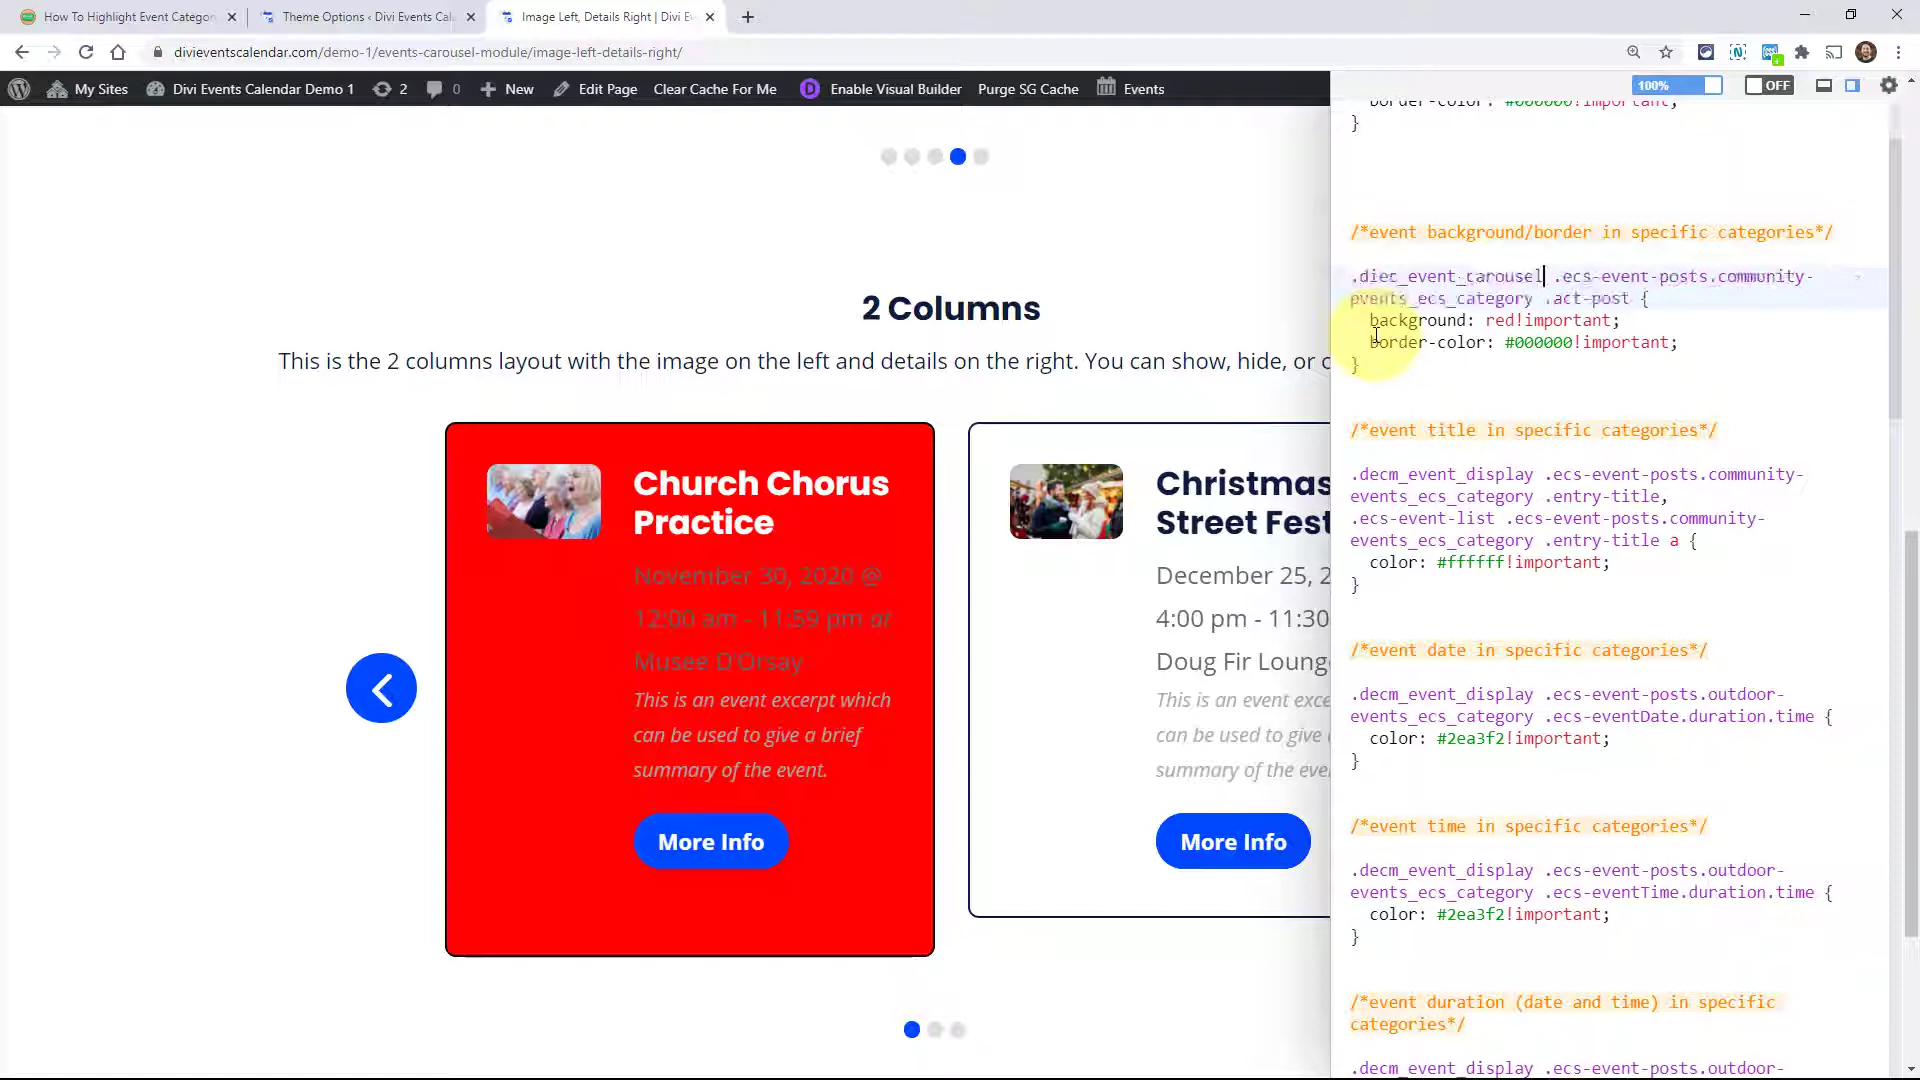 How To Highlight Event Categor
Theme Options ‹ Divi Events Cal
Image Left, Details Right | Divi E
divieventscalendar.com/demo-1/events-carousel-module/image-left-details-right/
My Sites
Divi Events Calendar Demo 1
2
0
New
Edit Page
Clear Cache For Me
Enable Visual Builder
Purge SG Cache
Events
100%
OFF
2 Columns
This is the 2 columns layout with the image on the left and details on the right. You can show, hide, or c
Church Chorus
Practice
November 30, 2020 @
12:00 am - 11:59 pm at
Musee D'Orsay
This is an event excerpt which
can be used to give a brief
summary of the event.
More Info
Christmas
Street Fest
December 25, 2
4:00 pm - 11:30
Doug Fir Loung
This is an event exce
can be used to give
summary of the eve
More Info
border-color: #000000!important;
}
/*event background/border in specific categories*/
.diec_event_carousel .ecs-event-posts.community-
events_ecs_category .act-post {
background: red!important;
border-color: #000000!important;
}
/*event title in specific categories*/
.decm_event_display .ecs-event-posts.community-
events_ecs_category .entry-title,
.ecs-event-list .ecs-event-posts.community-
events_ecs_category .entry-title a {
color: #ffffff!important;
}
/*event date in specific categories*/
.decm_event_display .ecs-event-posts.outdoor-
events_ecs_category .ecs-eventDate.duration.time {
color: #2ea3f2!important;
}
/*event time in specific categories*/
.decm_event_display .ecs-event-posts.outdoor-
events_ecs_category .ecs-eventTime.duration.time {
color: #2ea3f2!important;
}
/*event duration (date and time) in specific
categories*/
.decm_event_display .ecs-event-posts.outdoor-